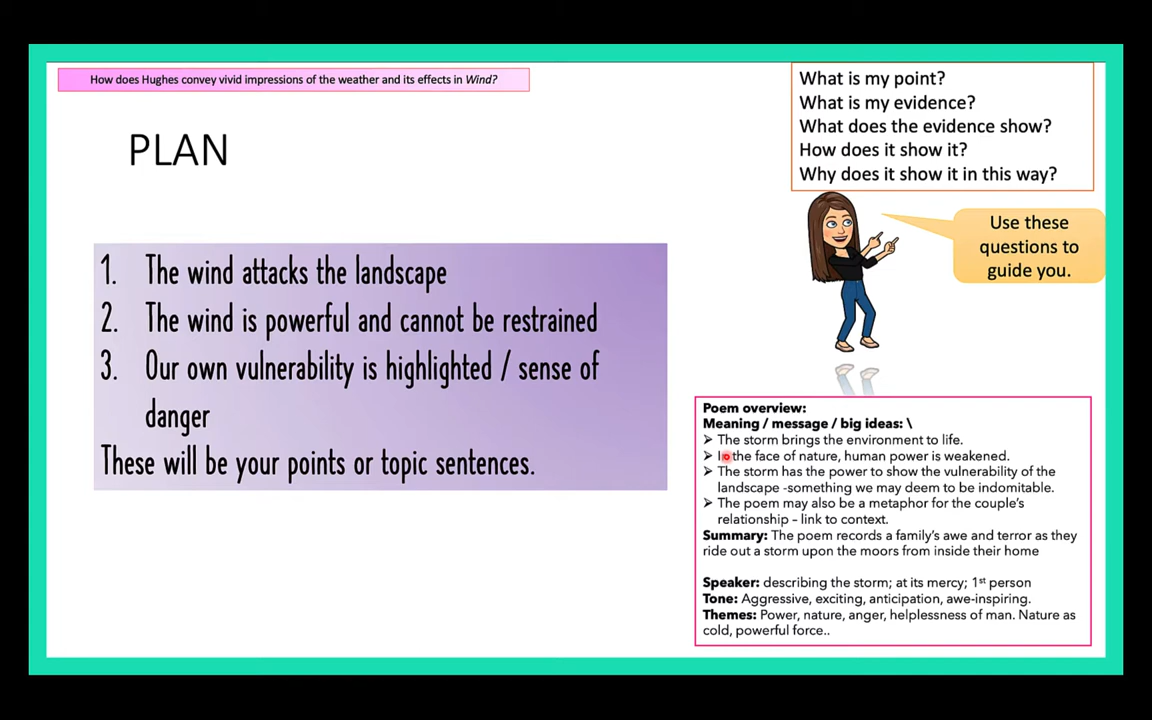 How does Hughes convey vivid impressions of the weather and its effects in Wind?
PLAN
1. The wind attacks the landscape
2. The wind is powerful and cannot be restrained
3. Our own vulnerability is highlighted / sense of
danger
These will be your points or topic sentences.
What is my point?
What is my evidence?
What does the evidence show?
How does it show it?
Why does it show it in this way?
Use these
questions to
guide you.
Poem overview:
Meaning / message / big ideas: \
➢ The storm brings the environment to life.
➢ In the face of nature, human power is weakened.
➢ The storm has the power to show the vulnerability of the
landscape -something we may deem to be indomitable.
➢ The poem may also be a metaphor for the couple's
relationship – link to context.
Summary: The poem records a family's awe and terror as they
ride out a storm upon the moors from inside their home
Speaker: describing the storm; at its mercy; 1st person
Tone: Aggressive, exciting, anticipation, awe-inspiring.
Themes: Power, nature, anger, helplessness of man. Nature as
cold, powerful force..